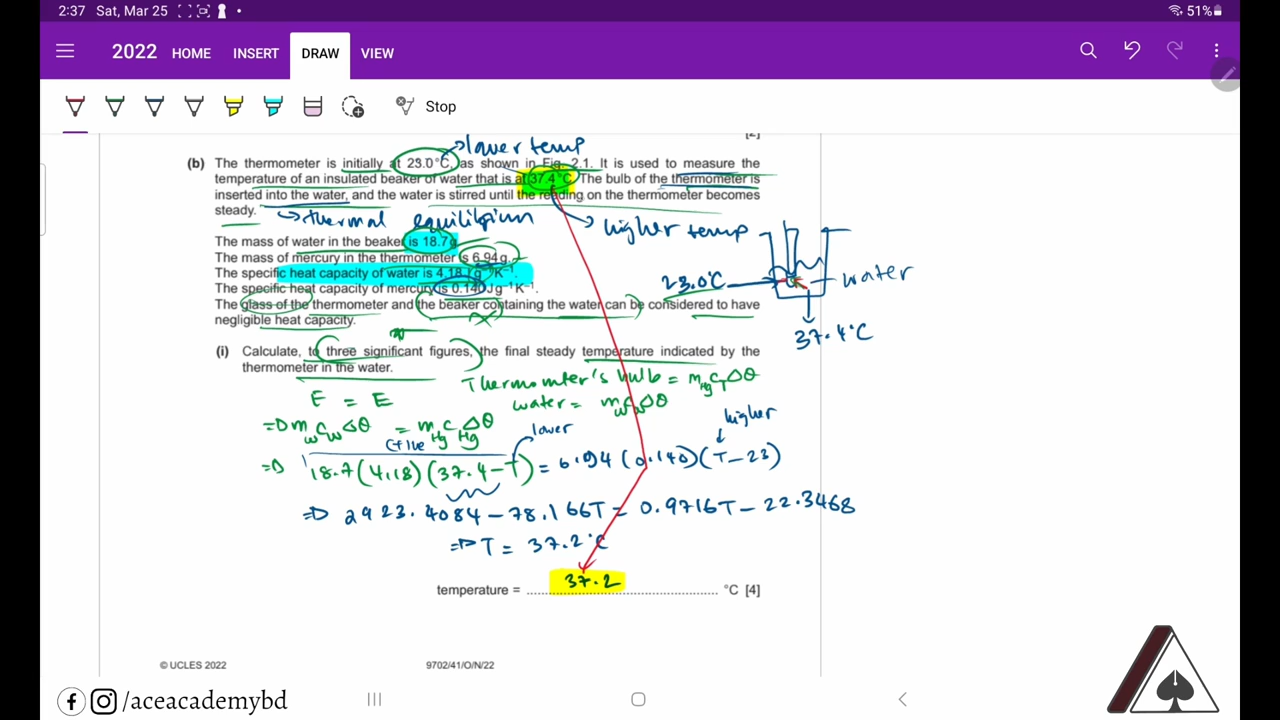 2:37 Sat, Mar 25
51%
2022 HOME INSERT DRAW VIEW
Stop
[2]
lower temp
(b) The thermometer is initially at 23.0°C, as shown in Fig. 2.1. It is used to measure the
temperature of an insulated beaker of water that is at 37.4°C. The bulb of the thermometer is
inserted into the water, and the water is stirred until the reading on the thermometer becomes
steady.
thermal equilibrium
higher temp
The mass of water in the beaker is 18.7g.
The mass of mercury in the thermometer is 6.94g.
The specific heat capacity of water is 4.18Jg⁻¹K⁻¹.
The specific heat capacity of mercury is 0.140Jg⁻¹K⁻¹.
The glass of the thermometer and the beaker containing the water can be considered to have
negligible heat capacity.
23.0°C
water
37.4°C
(i) Calculate, to three significant figures, the final steady temperature indicated by the
thermometer in the water.
Thermometer's bulb = m_Hg c_T Δθ
E = E
water = m_w c_w Δθ
⇒ m_w c_w Δθ = m_Hg c_Hg Δθ
higher
(+)ve
lower
⇒ 18.7(4.18)(37.4-T) = 6.94(0.140)(T-23)
⇒ 2923.4084 - 78.166T = 0.9716T - 22.3468
⇒ T = 37.2°C
temperature = 37.2 °C [4]
© UCLES 2022 9702/41/O/N/22
/aceacademybd